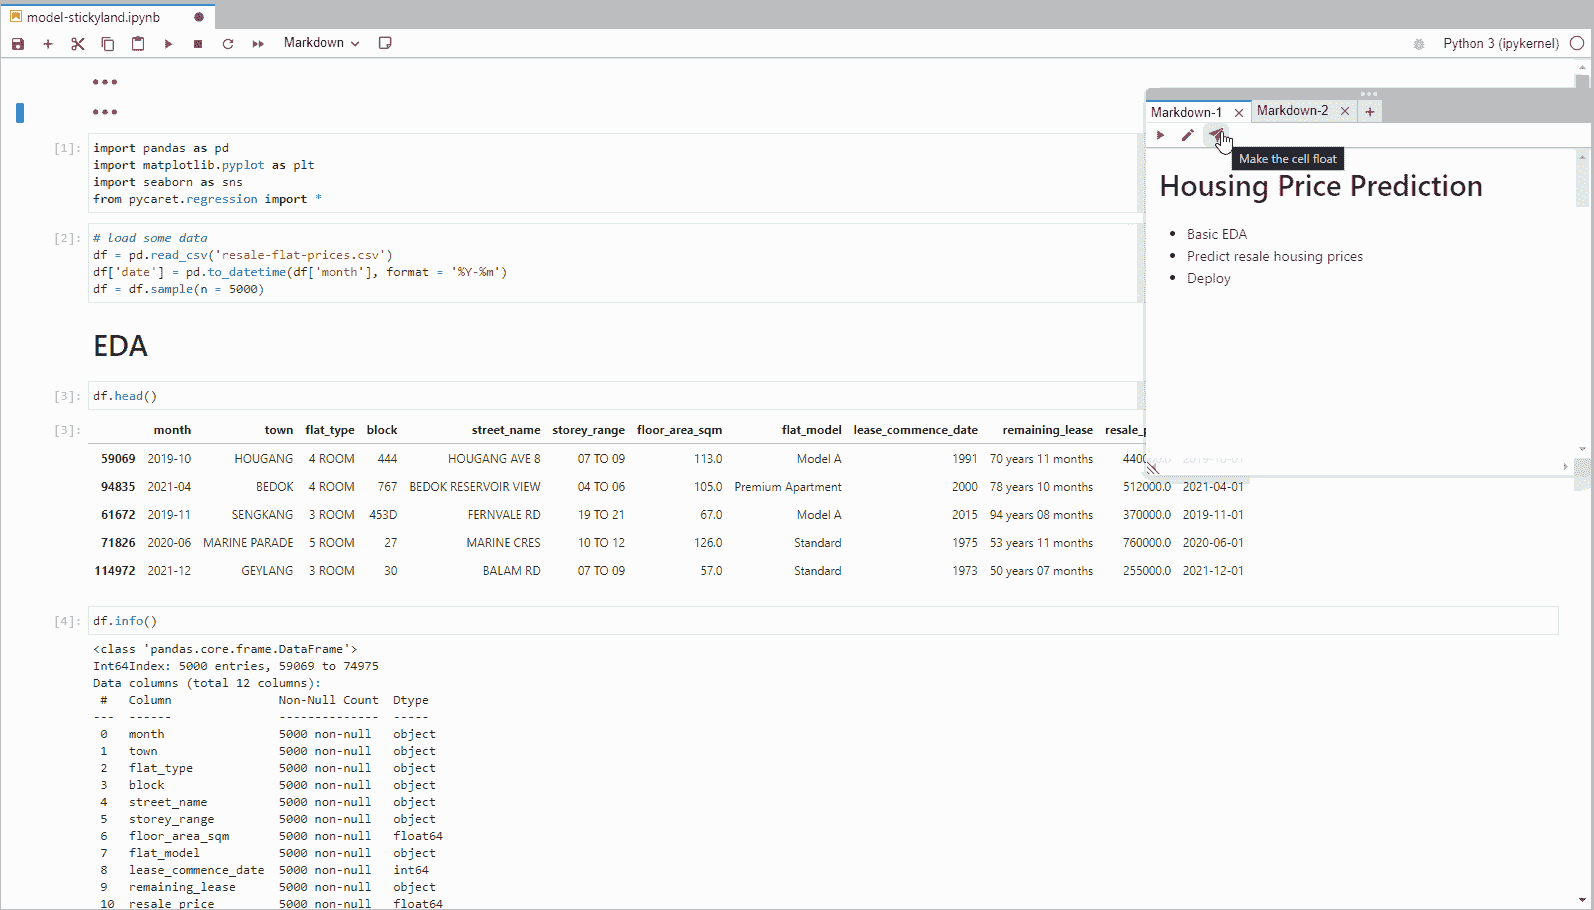 model-stickyland.ipynb
Markdown
Python 3 (ipykernel)
Markdown-1
Markdown-2
Make the cell float
Housing Price Prediction
Basic EDA
Predict resale housing prices
Deploy
[1]:
import pandas as pd
import matplotlib.pyplot as plt
import seaborn as sns
from pycaret.regression import *
[2]:
# load some data
df = pd.read_csv('resale-flat-prices.csv')
df['date'] = pd.to_datetime(df['month'], format = '%Y-%m')
df = df.sample(n = 5000)
EDA
[3]: df.head()
[3]: month town flat_type block street_name storey_range floor_area_sqm flat_model lease_commence_date remaining_lease
59069 2019-10 HOUGANG 4 ROOM 444 HOUGANG AVE 8 07 TO 09 113.0 Model A 1991 70 years 11 months 2019-10-01
94835 2021-04 BEDOK 4 ROOM 767 BEDOK RESERVOIR VIEW 04 TO 06 105.0 Premium Apartment 2000 78 years 10 months 512000.0 2021-04-01
61672 2019-11 SENGKANG 3 ROOM 453D FERNVALE RD 19 TO 21 67.0 Model A 2015 94 years 08 months 370000.0 2019-11-01
71826 2020-06 MARINE PARADE 5 ROOM 27 MARINE CRES 10 TO 12 126.0 Standard 1975 53 years 11 months 760000.0 2020-06-01
114972 2021-12 GEYLANG 3 ROOM 30 BALAM RD 07 TO 09 57.0 Standard 1973 50 years 07 months 255000.0 2021-12-01
[4]: df.info()
<class 'pandas.core.frame.DataFrame'>
Int64Index: 5000 entries, 59069 to 74975
Data columns (total 12 columns):
# Column Non-Null Count Dtype
--- ------ -------------- -----
0 month 5000 non-null object
1 town 5000 non-null object
2 flat_type 5000 non-null object
3 block 5000 non-null object
4 street_name 5000 non-null object
5 storey_range 5000 non-null object
6 floor_area_sqm 5000 non-null float64
7 flat_model 5000 non-null object
8 lease_commence_date 5000 non-null int64
9 remaining_lease 5000 non-null object
10 resale_price 5000 non-null float64